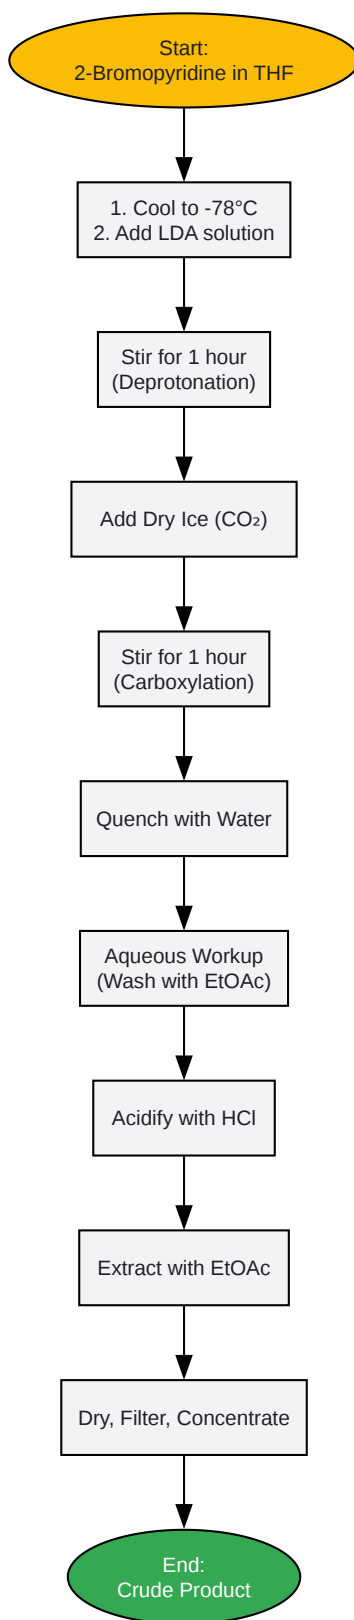 Start:
2-Bromopyridine in THF
1. Cool to -78°C
2. Add LDA solution
Stir for 1 hour
(Deprotonation)
Add Dry Ice (CO₂)
Stir for 1 hour
(Carboxylation)
Quench with Water
Aqueous Workup
(Wash with EtOAc)
Acidify with HCl
Extract with EtOAc
Dry, Filter, Concentrate
End:
Crude Product